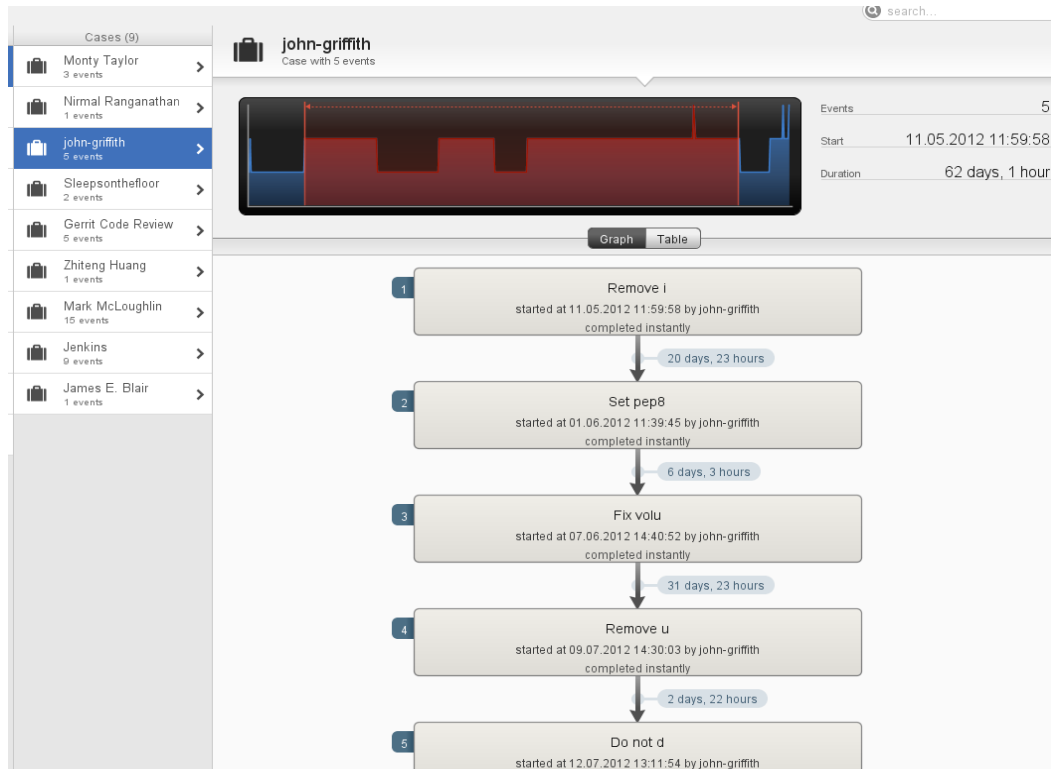 search...
Cases (9)
Monty Taylor
3 events
Nirmal Ranganathan
1 events
john-griffith
5 events
Sleepsonthefloor
2 events
Gerrit Code Review
5 events
Zhiteng Huang
1 events
Mark McLoughlin
15 events
Jenkins
9 events
James E. Blair
1 events
john-griffith
Case with 5 events
Events 5
Start 11.05.2012 11:59:58
Duration 62 days, 1 hour
Graph Table
1
Remove i
started at 11.05.2012 11:59:58 by john-griffith
completed instantly
20 days, 23 hours
2
Set pep8
started at 01.06.2012 11:39:45 by john-griffith
completed instantly
6 days, 3 hours
3
Fix volu
started at 07.06.2012 14:40:52 by john-griffith
completed instantly
31 days, 23 hours
4
Remove u
started at 09.07.2012 14:30:03 by john-griffith
completed instantly
2 days, 22 hours
5
Do not d
started at 12.07.2012 13:11:54 by john-griffith